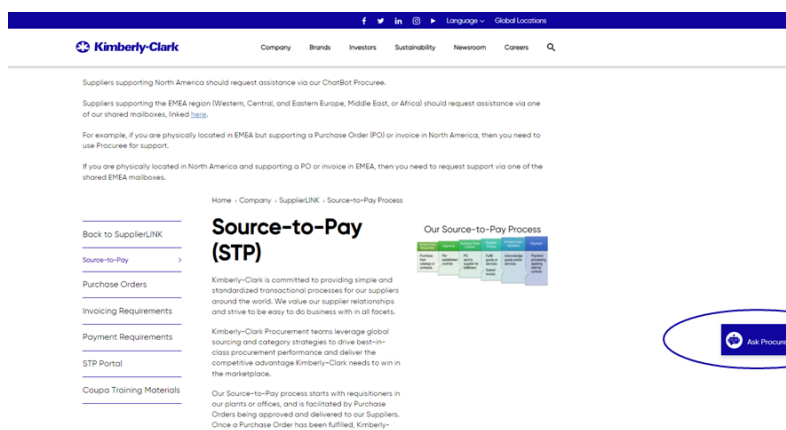 Language
Global Locations
Kimberly-Clark
Company
Brands
Investors
Sustainability
Newsroom
Careers
Suppliers supporting North America should request assistance via our ChatBot Procuree.
Suppliers supporting the EMEA region (Western, Central, and Eastern Europe, Middle East, or Africa) should request assistance via one
of our shared mailboxes, linked here.
For example, if you are physically located in EMEA but supporting a Purchase Order (PO) or invoice in North America, then you need to
use Procuree for support.
If you are physically located in North America and supporting a PO or invoice in EMEA, then you need to request support via one of the
shared EMEA mailboxes.
Home › Company › SupplierLINK › Source-to-Pay Process
Back to SupplierLINK
Source-to-Pay
Purchase Orders
Invoicing Requirements
Payment Requirements
STP Portal
Coupa Training Materials
Source-to-Pay
(STP)
Kimberly-Clark is committed to providing simple and
standardized transactional processes for our suppliers
around the world. We value our supplier relationships
and strive to be easy to do business with in all facets.
Kimberly-Clark Procurement teams leverage global
sourcing and category strategies to drive best-in-
class procurement performance and deliver the
competitive advantage Kimberly-Clark needs to win in
the marketplace.
Our Source-to-Pay process starts with requisitioners in
our plants or offices, and is facilitated by Purchase
Orders being approved and delivered to our Suppliers.
Once a Purchase Order has been fulfilled, Kimberly-
Our Source-to-Pay Process
Ask Procure